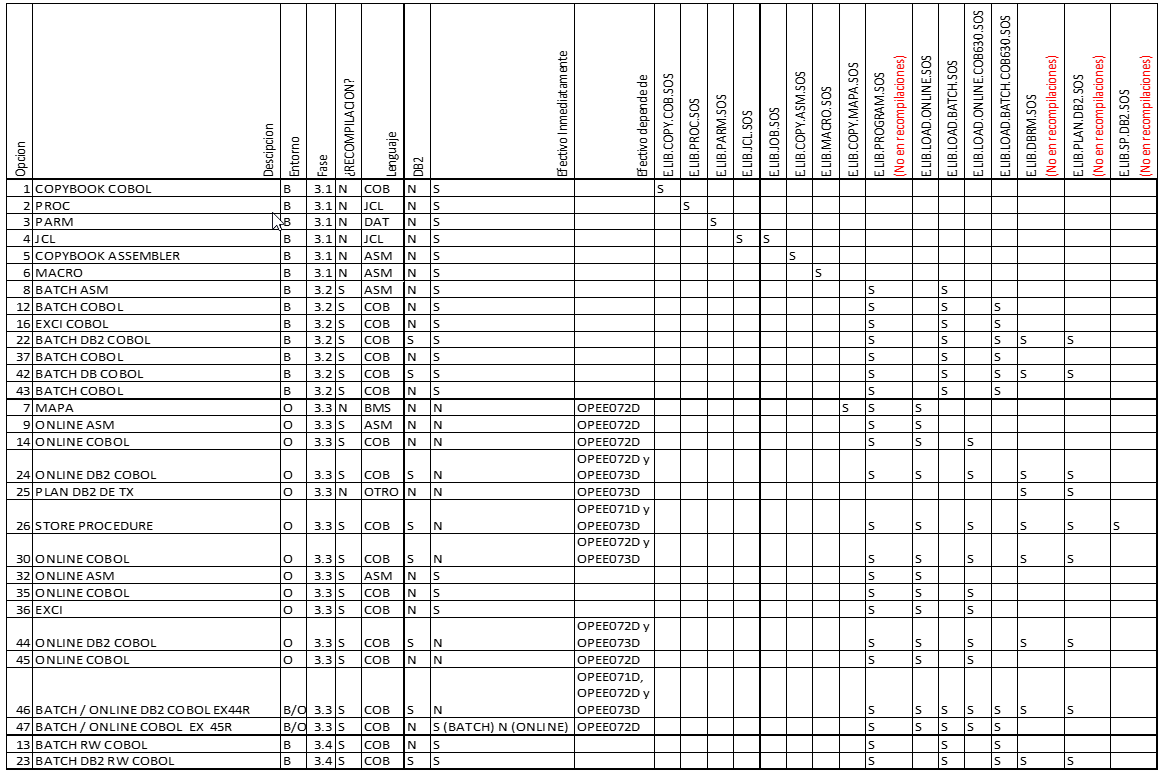 Opcion
Descipcion
Entorno
Fase
¿RECOMPILACION?
Lenguaje
DB2
Efectivo Inmediatamente
Efectivo depende de
E.LIB.COPY.COB.SOS
E.LIB.PROC.SOS
E.LIB.PARM.SOS
E.LIB.JCL.SOS
E.LIB.JOB.SOS
E.LIB.COPY.ASM.SOS
E.LIB.MACRO.SOS
E.LIB.COPY.MAPA.SOS
E.LIB.PROGRAM.SOS
(No en recompilaciones)
E.LIB.LOAD.ONLINE.SOS
E.LIB.LOAD.BATCH.SOS
E.LIB.LOAD.ONLINE.COB630.SOS
E.LIB.LOAD.BATCH.COB630.SOS
E.LIB.DBRM.SOS
(No en recompilaciones)
E.LIB.PLAN.DB2.SOS
(No en recompilaciones)
E.LIB.SP.DB2.SOS
(No en recompilaciones)
1 COPYBOOK COBOL B 3.1 N COB N S S
2 PROC B 3.1 N JCL N S S
3 PARM B 3.1 N DAT N S S
4 JCL B 3.1 N JCL N S S S
5 COPYBOOK ASSEMBLER B 3.1 N ASM N S S
6 MACRO B 3.1 N ASM N S S
8 BATCH ASM B 3.2 S ASM N S S S
12 BATCH COBOL B 3.2 S COB N S S S S
16 EXCI COBOL B 3.2 S COB N S S S S
22 BATCH DB2 COBOL B 3.2 S COB S S S S S S S
37 BATCH COBOL B 3.2 S COB N S S S S
42 BATCH DB COBOL B 3.2 S COB S S S S S S S
43 BATCH COBOL B 3.2 S COB N S S S S
7 MAPA O 3.3 N BMS N N OPEE072D S S S
9 ONLINE ASM O 3.3 S ASM N N OPEE072D S S
14 ONLINE COBOL O 3.3 S COB N N OPEE072D S S S
OPEE072D y
24 ONLINE DB2 COBOL O 3.3 S COB S N OPEE073D S S S S S
25 PLAN DB2 DE TX O 3.3 N OTRO N N OPEE073D S S
OPEE071D y
26 STORE PROCEDURE O 3.3 S COB S N OPEE073D S S S S S S
OPEE072D y
30 ONLINE COBOL O 3.3 S COB S N OPEE073D S S S S S
32 ONLINE ASM O 3.3 S ASM N S S S
35 ONLINE COBOL O 3.3 S COB N S S S S
36 EXCI O 3.3 S COB N S S S S
OPEE072D y
44 ONLINE DB2 COBOL O 3.3 S COB S N OPEE073D S S S S S
45 ONLINE COBOL O 3.3 S COB N N OPEE072D S S S
OPEE071D,
OPEE072D y
46 BATCH / ONLINE DB2 COBOL EX44R B/O 3.3 S COB S N OPEE073D S S S S S S S
47 BATCH / ONLINE COBOL EX 45R B/O 3.3 S COB N S (BATCH) N (ONLINE) OPEE072D S S S S S
13 BATCH RW COBOL B 3.4 S COB N S S S S
23 BATCH DB2 RW COBOL B 3.4 S COB S S S S S S S